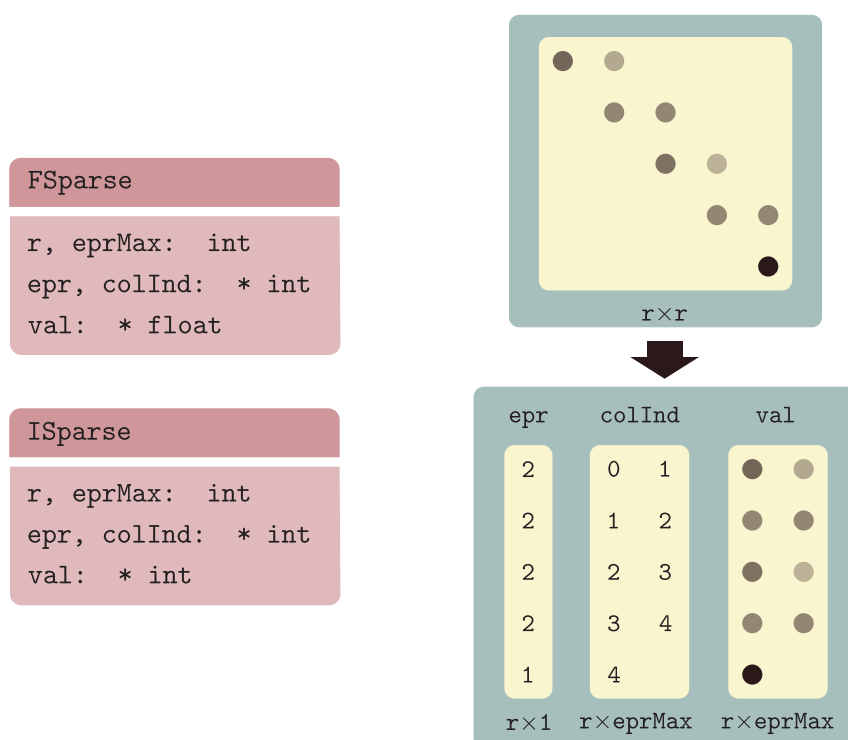 FSparse
r, eprMax: int
epr, colInd: * int
val: * float
ISparse
r, eprMax: int
epr, colInd: * int
val: * int
r×r
epr colInd val
2 0 1
2 1 2
2 2 3
2 3 4
1 4
r×1 r×eprMax r×eprMax